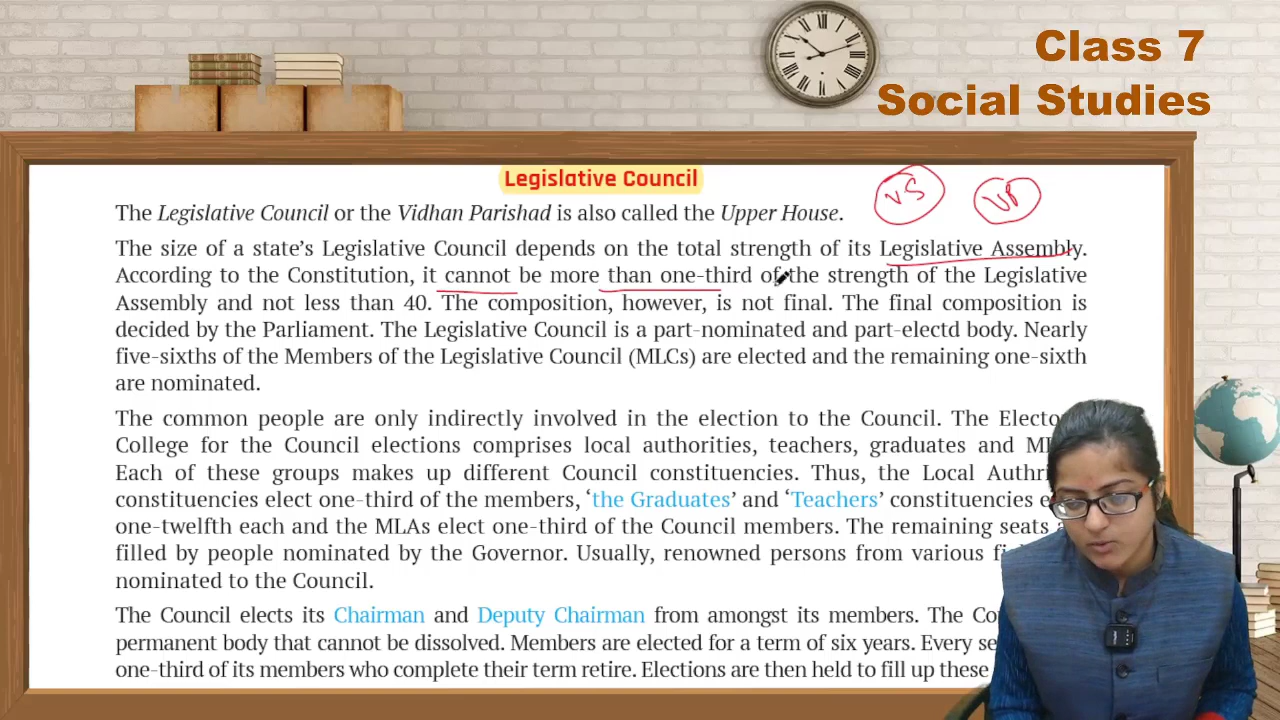 Class 7
Social Studies
Legislative Council
VS
VP
The Legislative Council or the Vidhan Parishad is also called the Upper House.
The size of a state's Legislative Council depends on the total strength of its Legislative Assembly.
According to the Constitution, it cannot be more than one-third of the strength of the Legislative
Assembly and not less than 40. The composition, however, is not final. The final composition is
decided by the Parliament. The Legislative Council is a part-nominated and part-electd body. Nearly
five-sixths of the Members of the Legislative Council (MLCs) are elected and the remaining one-sixth
are nominated.
The common people are only indirectly involved in the election to the Council. The
College for the Council elections comprises local authorities, teachers, graduates and
Each of these groups makes up different Council constituencies. Thus, the Local
constituencies elect one-third of the members, 'the Graduates' and 'Teachers' constituencies
one-twelfth each and the MLAs elect one-third of the Council members. The remaining seats
filled by people nominated by the Governor. Usually, renowned persons from various
nominated to the Council.
The Council elects its Chairman and Deputy Chairman from amongst its members. The
permanent body that cannot be dissolved. Members are elected for a term of six years. Every
one-third of its members who complete their term retire. Elections are then held to fill up these